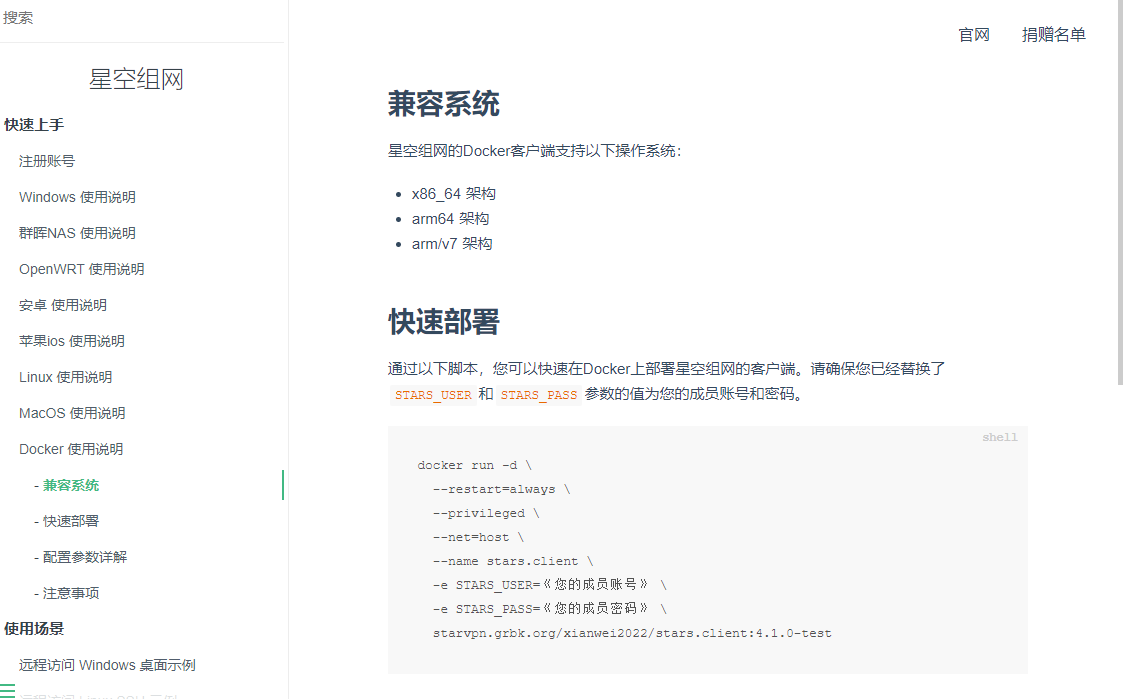 搜索
星空组网
快速上手
注册账号
Windows 使用说明
群晖NAS 使用说明
OpenWRT 使用说明
安卓 使用说明
苹果ios 使用说明
Linux 使用说明
MacOS 使用说明
Docker 使用说明
- 兼容系统
- 快速部署
- 配置参数详解
- 注意事项
使用场景
远程访问 Windows 桌面示例
远程访问 Linux SSH 示例
官网 捐赠名单
兼容系统
星空组网的Docker客户端支持以下操作系统：
• x86_64 架构
• arm64 架构
• arm/v7 架构
快速部署
通过以下脚本，您可以快速在Docker上部署星空组网的客户端。请确保您已经替换了
STARS_USER 和 STARS_PASS 参数的值为您的成员账号和密码。
shell
docker run -d \
--restart=always \
--privileged \
--net=host \
--name stars.client \
-e STARS_USER=《您的成员账号》 \
-e STARS_PASS=《您的成员密码》 \
starvpn.grbk.org/xianwei2022/stars.client:4.1.0-test